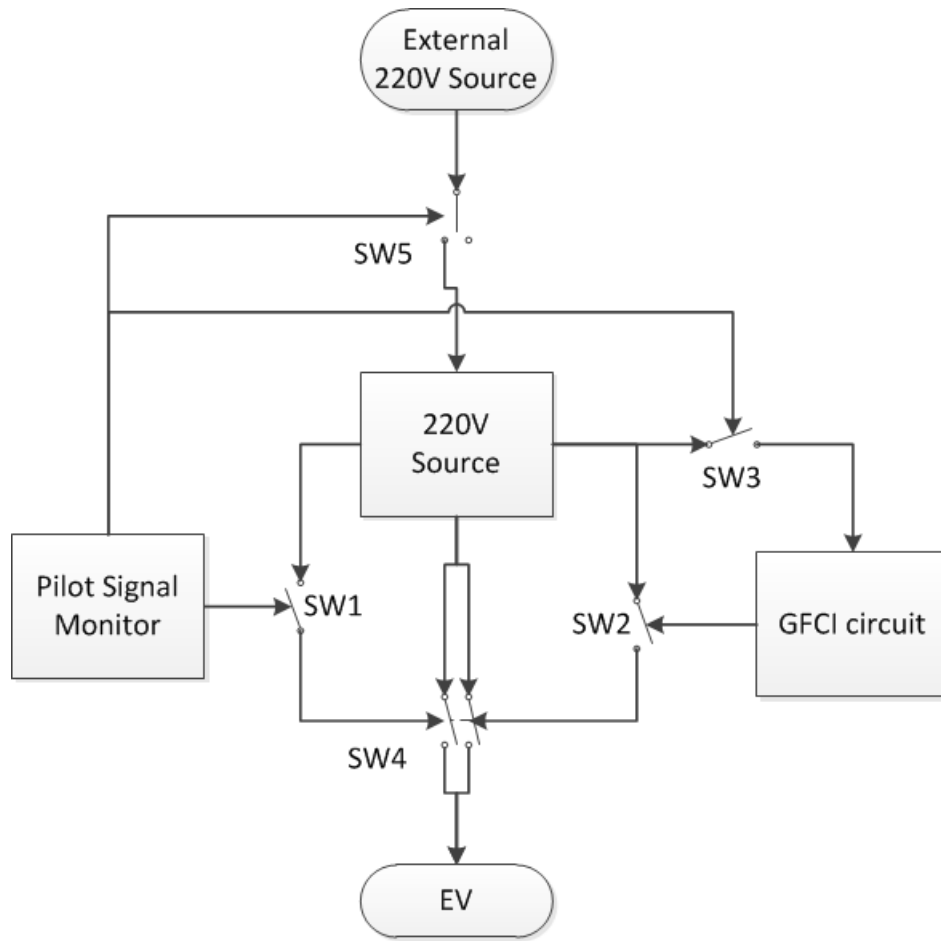 External
220V Source
SW5
220V
Source
SW3
Pilot Signal
Monitor
SW1
SW2
GFCI circuit
SW4
EV